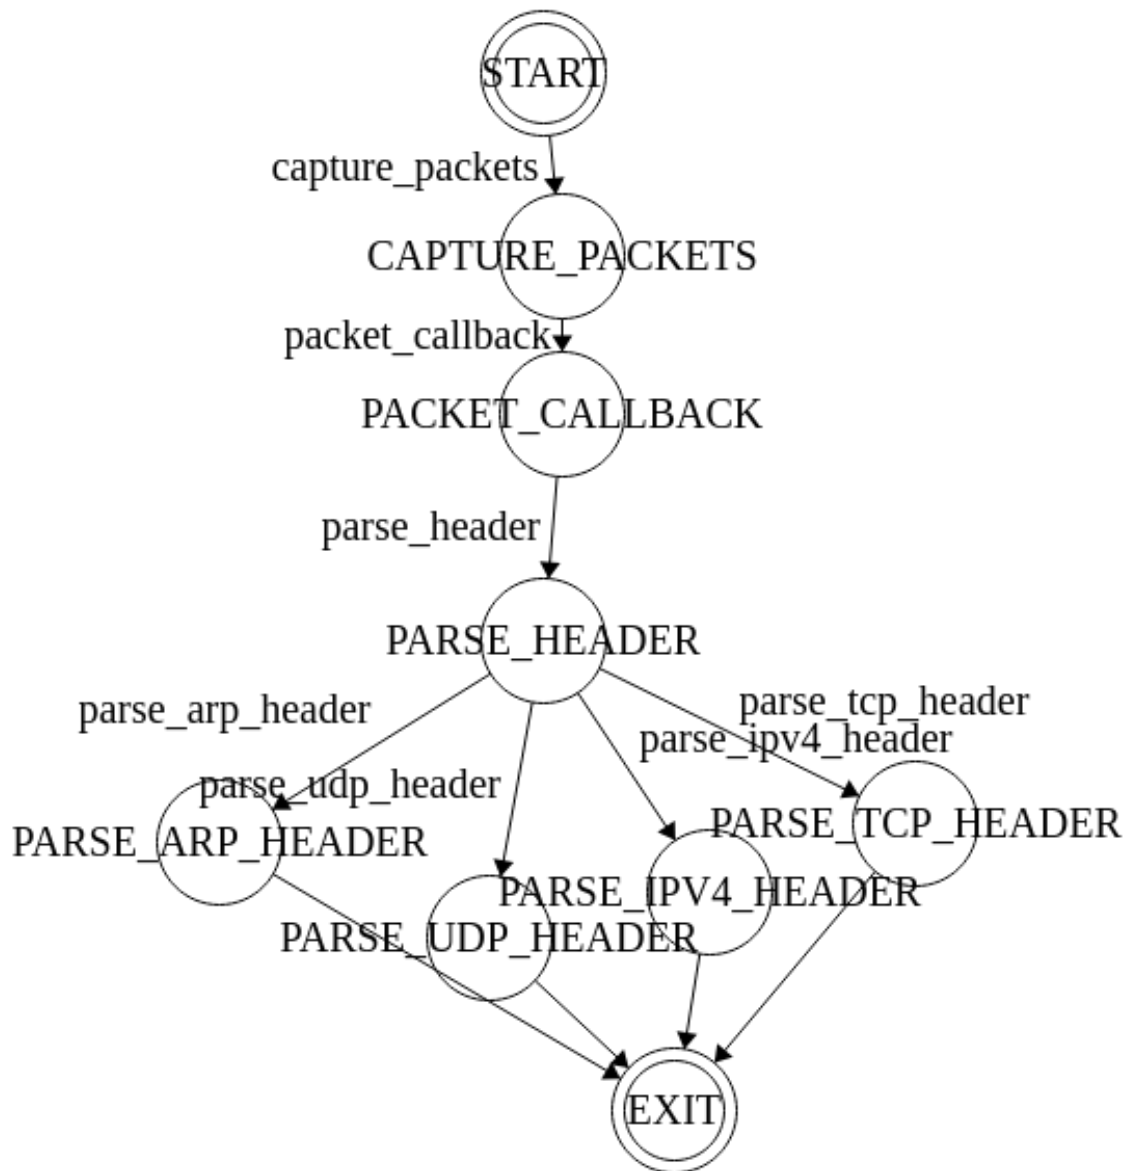 START
capture_packets
CAPTURE_PACKETS
packet_callback
PACKET_CALLBACK
parse_header
PARSE_HEADER
parse_arp_header
parse_tcp_header
parse_ipv4_header
parse_udp_header
PARSE_TCP_HEADER
PARSE_ARP_HEADER
PARSE_IPV4_HEADER
PARSE_UDP_HEADER
EXIT